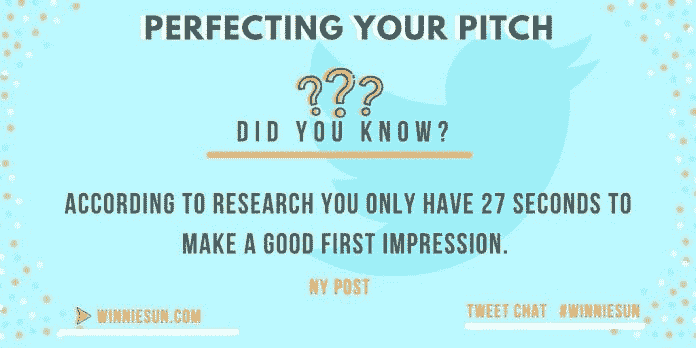 PERFECTING YOUR PITCH
???
DID YOU KNOW?
ACCORDING TO RESEARCH YOU ONLY HAVE 27 SECONDS TO
MAKE A GOOD FIRST IMPRESSION.
NY POST
WINNIESUN.COM
TWEET CHAT #WINNIESUN